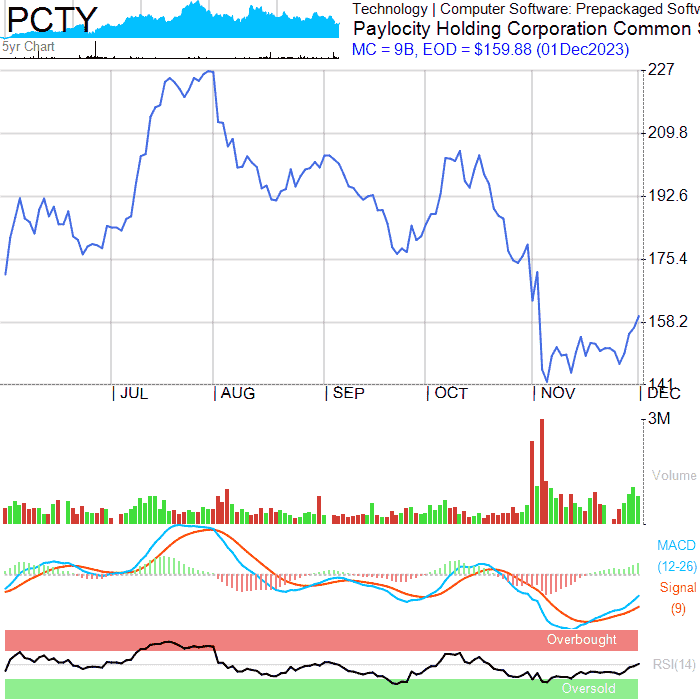 PCTY
5yr Chart
Technology | Computer Software: Prepackaged Softw
Paylocity Holding Corporation Common S
MC = 9B, EOD = $159.88 (01Dec2023)
227
209.8
192.6
175.4
158.2
141
JUL AUG SEP OCT NOV DEC
3M
Volume
MACD
(12-26)
Signal
(9)
Overbought
RSI(14)
Oversold